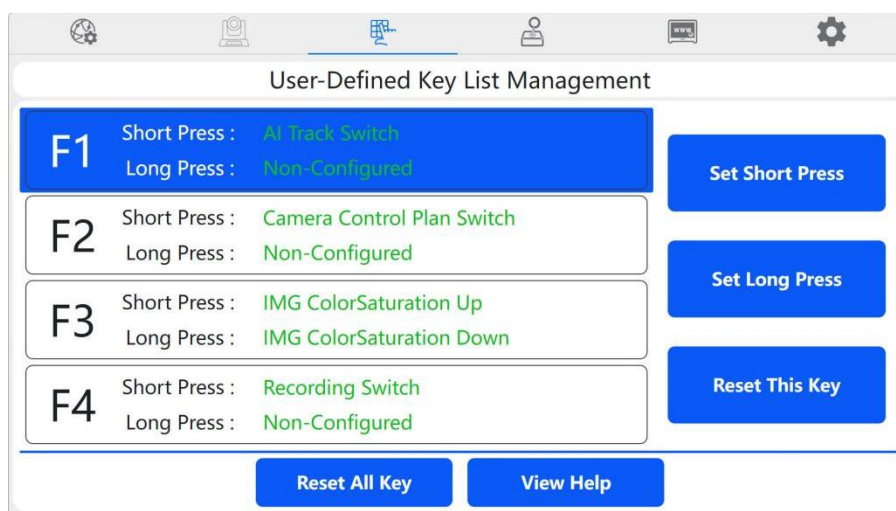 www
User-Defined Key List Management
F1
Short Press : AI Track Switch
Long Press : Non-Configured
Set Short Press
F2
Short Press : Camera Control Plan Switch
Long Press : Non-Configured
Set Long Press
F3
Short Press : IMG ColorSaturation Up
Long Press : IMG ColorSaturation Down
F4
Short Press : Recording Switch
Long Press : Non-Configured
Reset This Key
Reset All Key
View Help